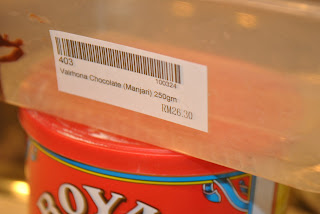 403
100324
Valrhona Chocolate (Manjari) 250gm
RM26.30
ROYA